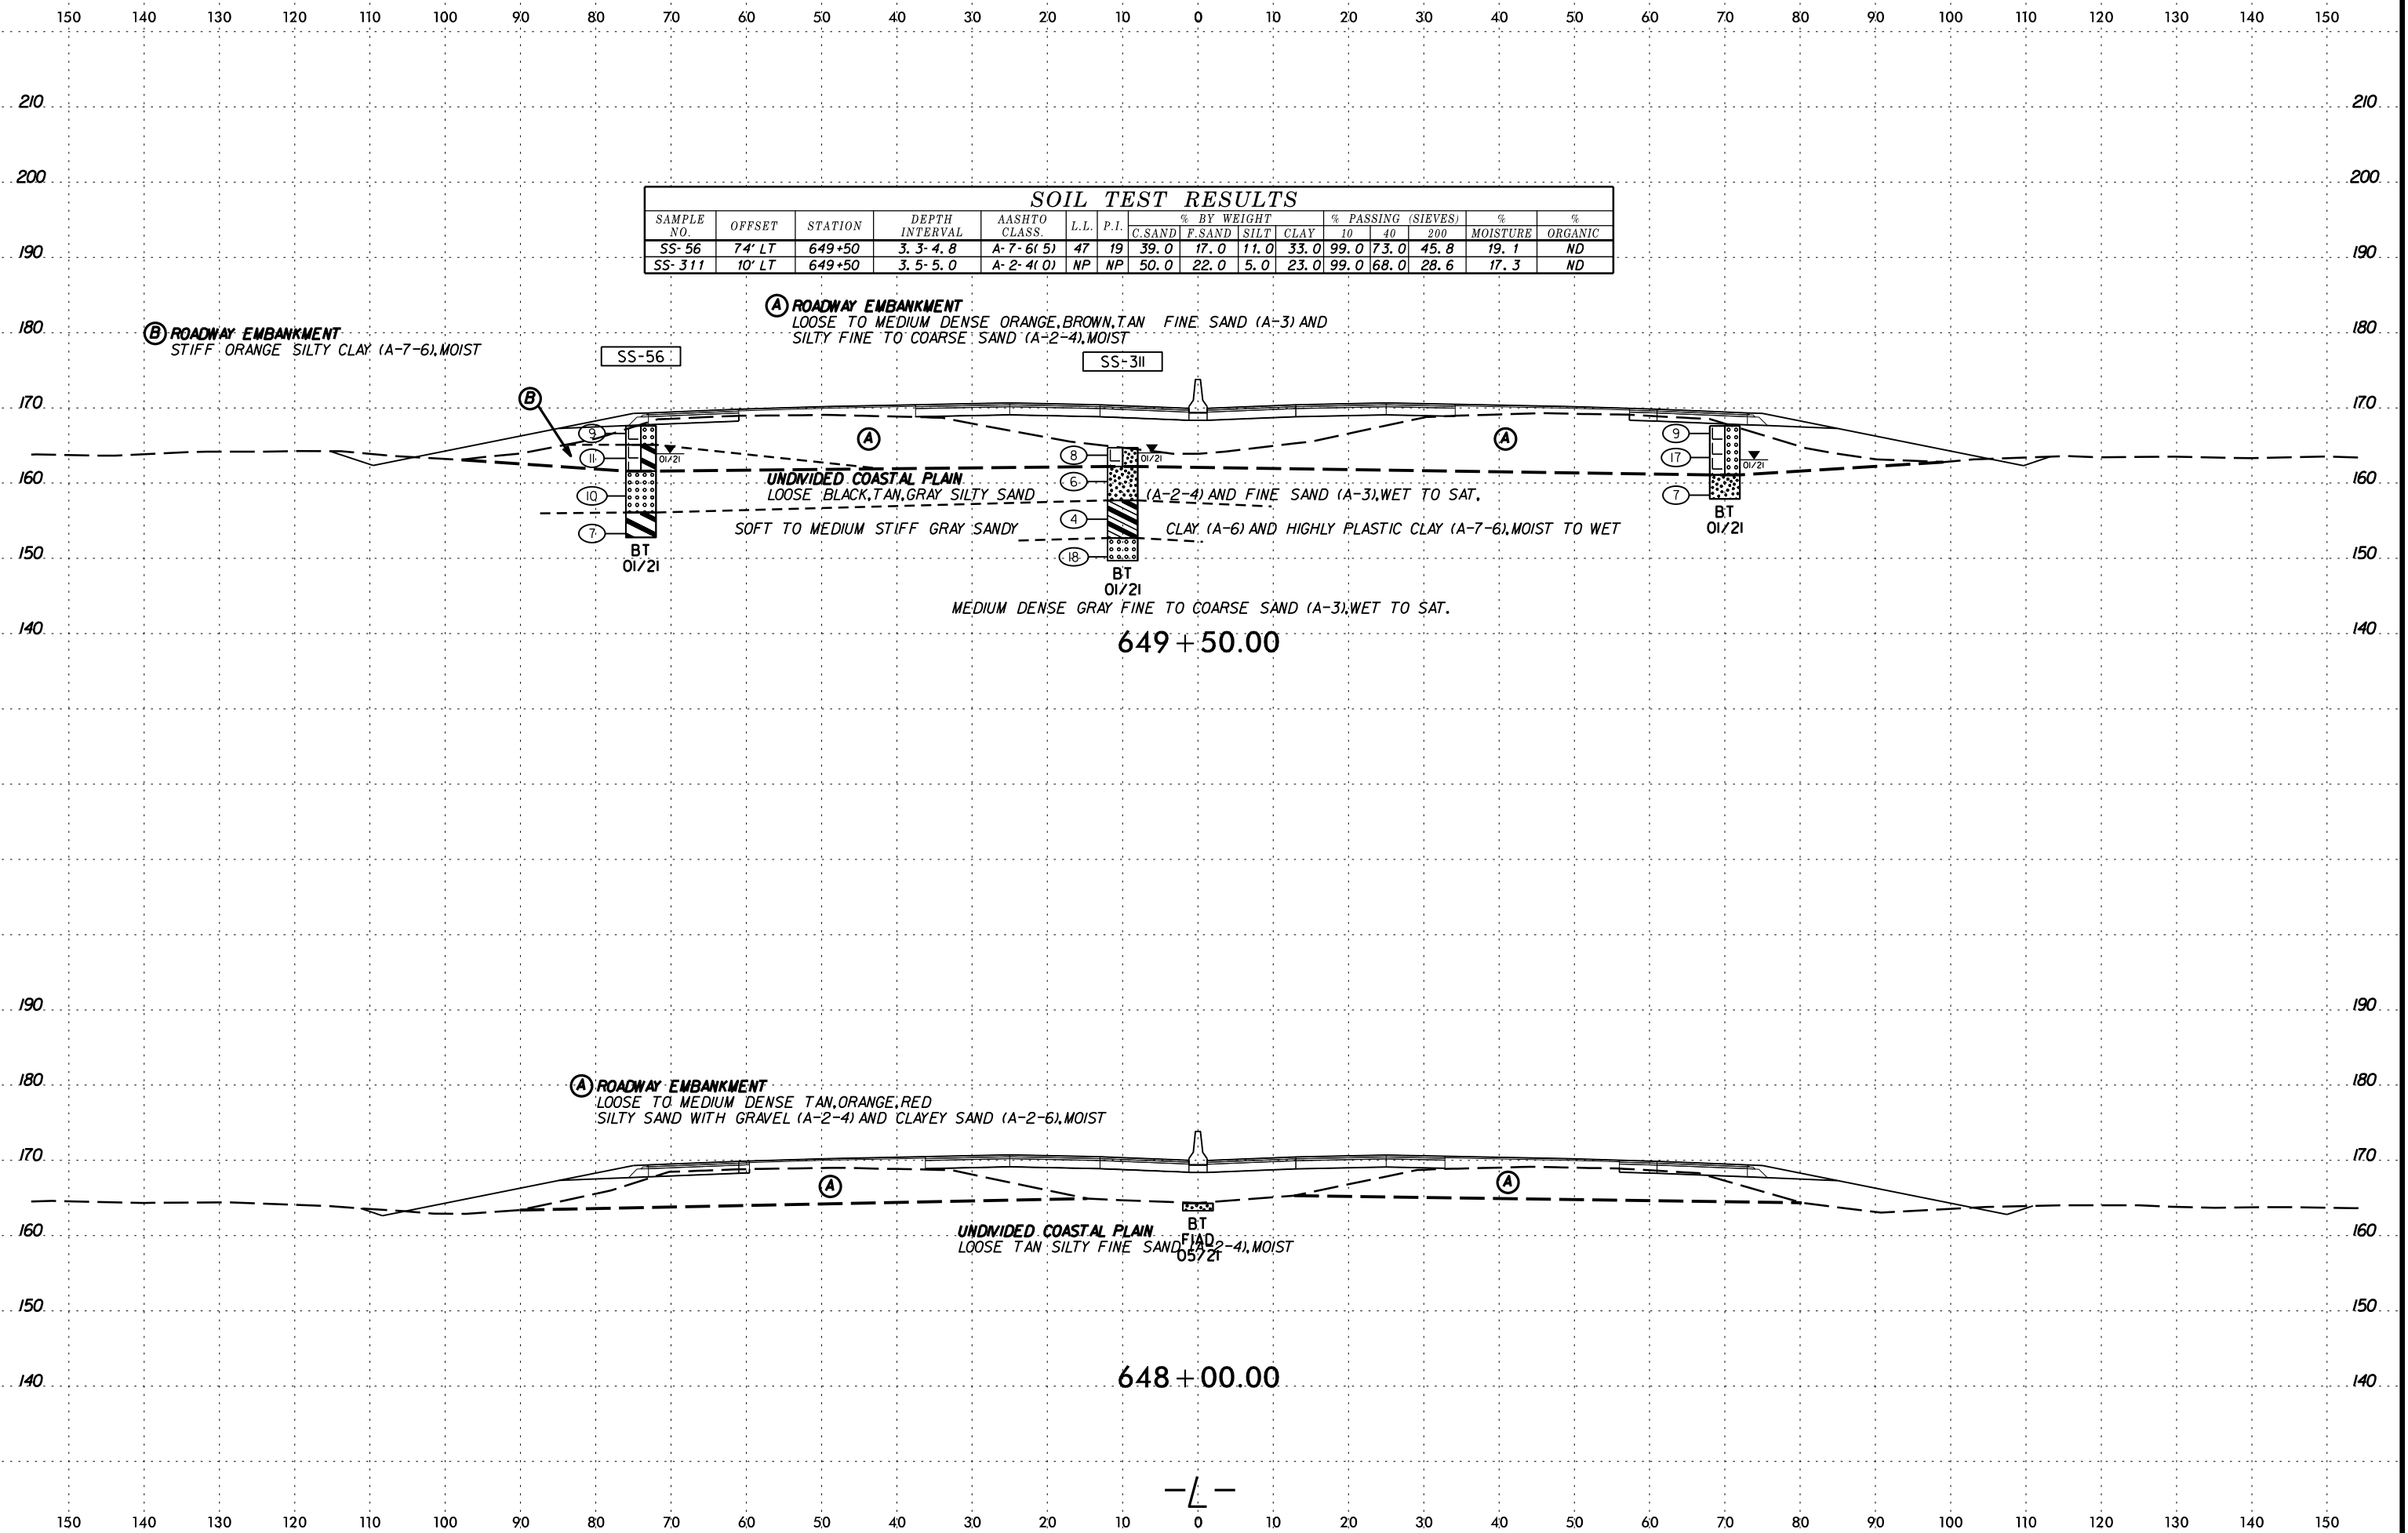 150 140 130 120 110 100 90 80 70 60 50 40 30 20 10 0 10 20 30 40 50 60 70 80 90 100 110 120 130 140 150
210 210
200 200
SOIL TEST RESULTS
SAMPLE NO. OFFSET STATION DEPTH INTERVAL AASHTO CLASS. L.L. P.I. % BY WEIGHT % PASSING (SIEVES) % MOISTURE % ORGANIC
C.SAND F.SAND SILT CLAY 10 40 200
SS-56 74' LT 649+50 3.3-4.8 A-7-6(5) 47 19 39.0 17.0 11.0 33.0 99.0 73.0 45.8 19.1 ND
SS-311 10' LT 649+50 3.5-5.0 A-2-4(0) NP NP 50.0 22.0 5.0 23.0 99.0 68.0 28.6 17.3 ND
190 190
A ROADWAY EMBANKMENT
LOOSE TO MEDIUM DENSE ORANGE,BROWN,TAN FINE SAND (A-3) AND
SILTY FINE TO COARSE SAND (A-2-4),MOIST
180 180
B ROADWAY EMBANKMENT
STIFF ORANGE SILTY CLAY (A-7-6),MOIST
SS-56
SS-311
B
170 170
9
11
10
7
01/21
BT
01/21
A
8
6
4
18
01/21
BT
01/21
A
9
17
7
01/21
BT
01/21
160 160
UNDIVIDED COASTAL PLAIN
LOOSE BLACK,TAN,GRAY SILTY SAND (A-2-4) AND FINE SAND (A-3),WET TO SAT.
SOFT TO MEDIUM STIFF GRAY SANDY CLAY (A-6) AND HIGHLY PLASTIC CLAY (A-7-6),MOIST TO WET
150 150
MEDIUM DENSE GRAY FINE TO COARSE SAND (A-3),WET TO SAT.
140 140
649+50.00
190 190
180 180
A ROADWAY EMBANKMENT
LOOSE TO MEDIUM DENSE TAN,ORANGE,RED
SILTY SAND WITH GRAVEL (A-2-4) AND CLAYEY SAND (A-2-6),MOIST
170 170
A
A
160 160
UNDIVIDED COASTAL PLAIN
LOOSE TAN SILTY FINE SAND (A-2-4),MOIST
BT
FIAD
05/21
150 150
648+00.00
140 140
-L-
150 140 130 120 110 100 90 80 70 60 50 40 30 20 10 0 10 20 30 40 50 60 70 80 90 100 110 120 130 140 150